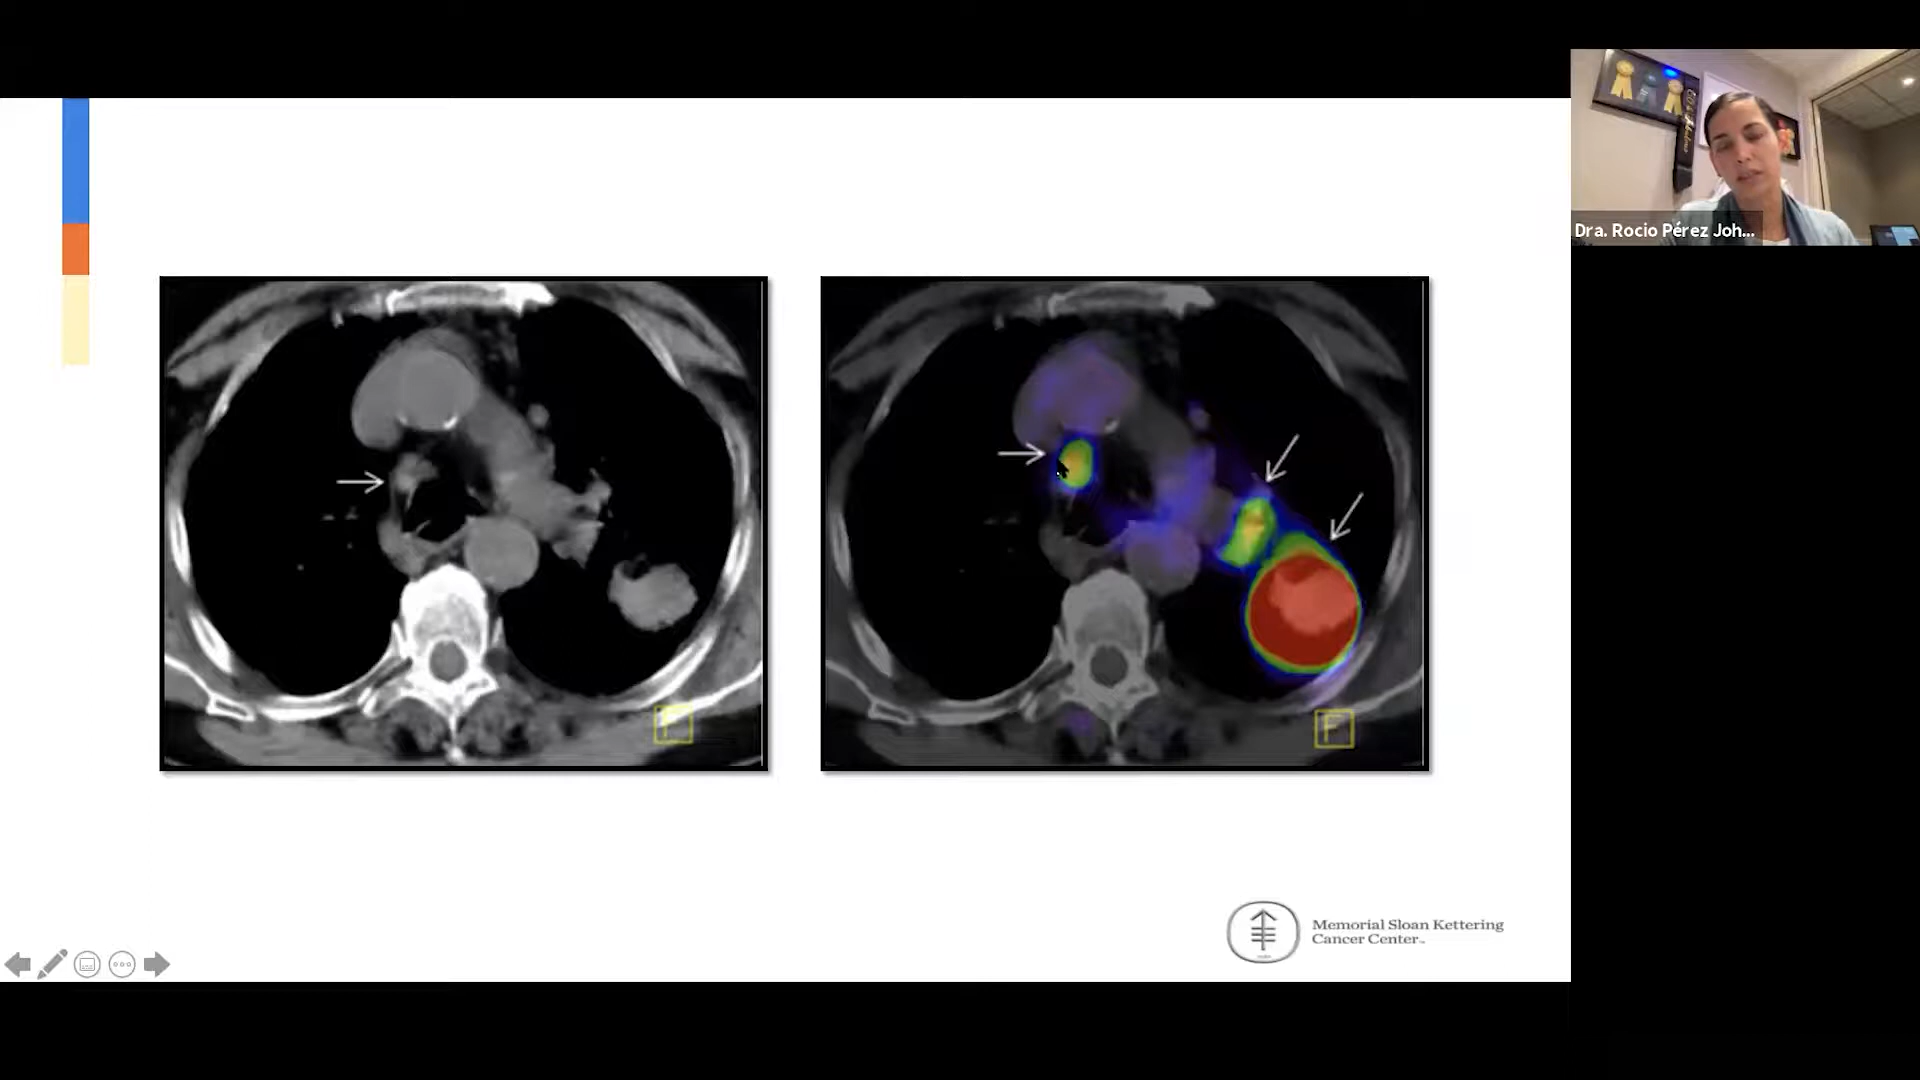 Dra. Rocio Pérez Joh...
F
F
Memorial Sloan Kettering
Cancer Center